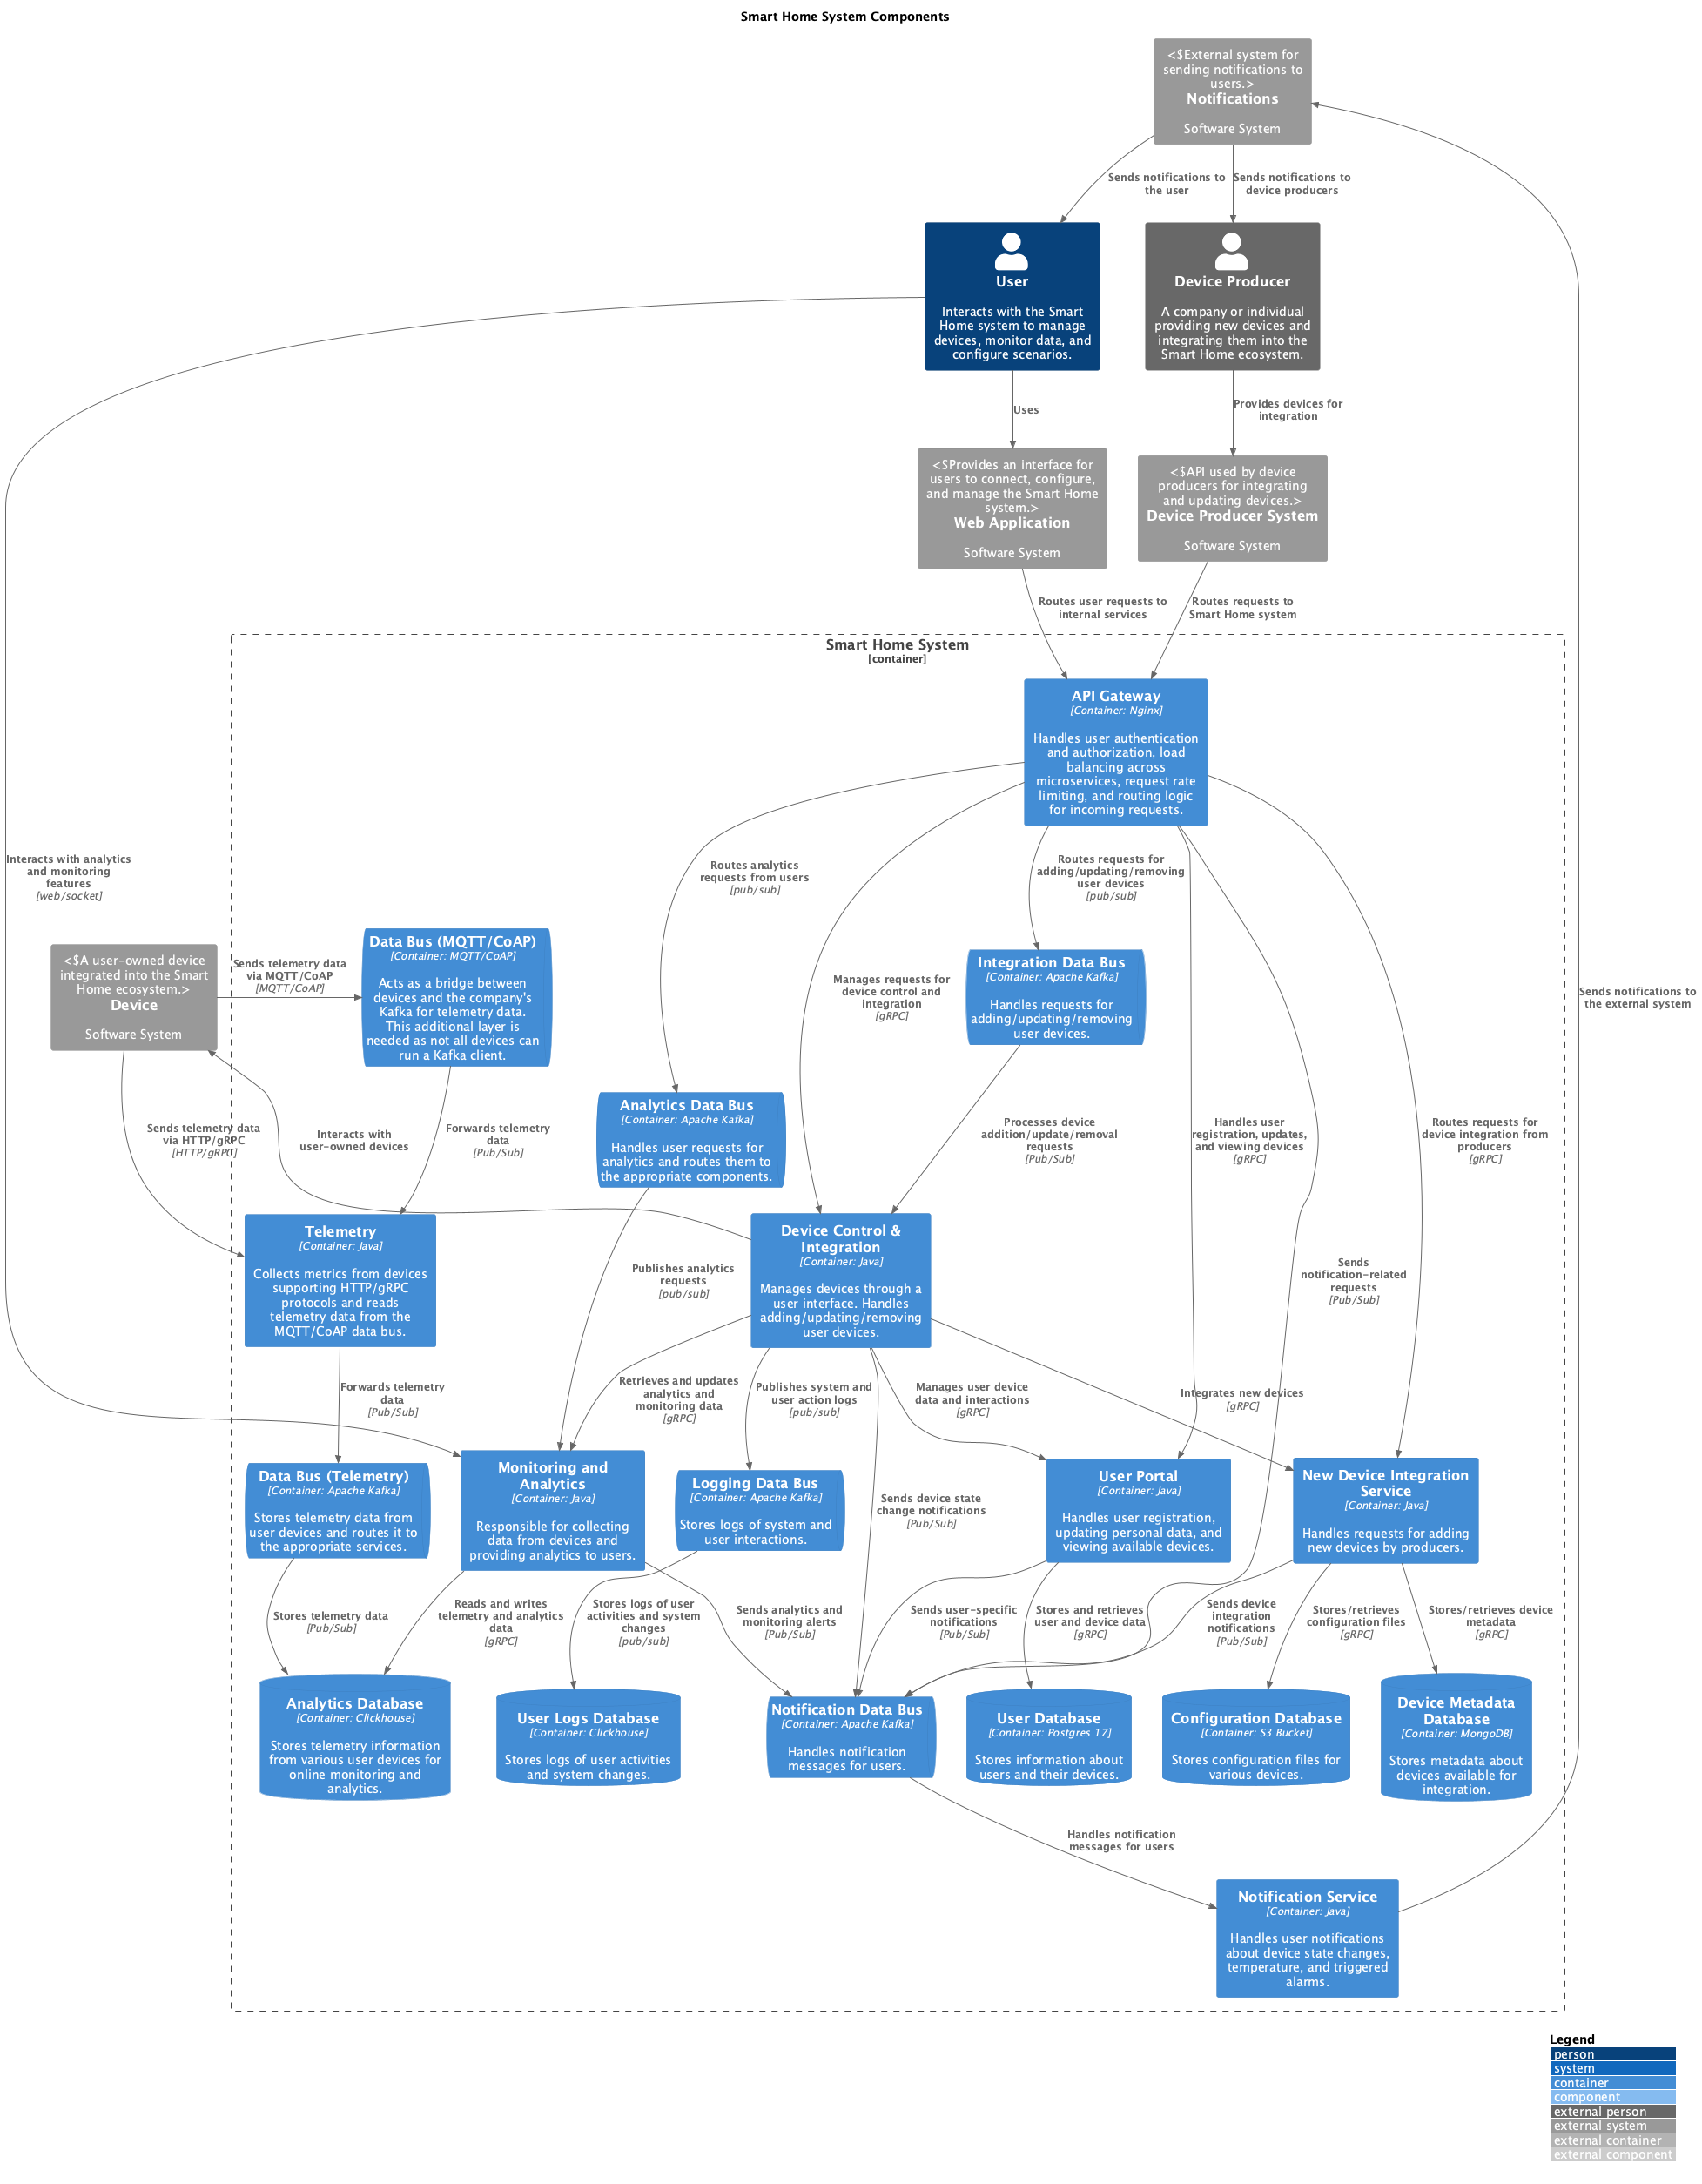 Smart Home System Components
<$External system for
sending notifications to
users.>
Notifications
Software System
Sends notifications to
the user
Sends notifications to
device producers
User
Interacts with the Smart
Home system to manage
devices, monitor data, and
configure scenarios.
Device Producer
A company or individual
providing new devices and
integrating them into the
Smart Home ecosystem.
Uses
Provides devices for
integration
<$Provides an interface for
users to connect, configure,
and manage the Smart Home
system.>
Web Application
Software System
<$API used by device
producers for integrating
and updating devices.>
Device Producer System
Software System
Routes user requests to
internal services
Routes requests to
Smart Home system
Smart Home System
[container]
API Gateway
[Container: Nginx]
Handles user authentication
and authorization, load
balancing across
microservices, request rate
limiting, and routing logic
for incoming requests.
Interacts with analytics
and monitoring
features
[web/socket]
Routes analytics
requests from users
[pub/sub]
Routes requests for
adding/updating/removing
user devices
[pub/sub]
<$A user-owned device
integrated into the Smart
Home ecosystem.>
Device
Software System
Sends telemetry data
via MQTT/CoAP
[MQTT/CoAP]
Data Bus (MQTT/CoAP)
[Container: MQTT/CoAP]
Acts as a bridge between
devices and the company's
Kafka for telemetry data.
This additional layer is
needed as not all devices can
run a Kafka client.
Manages requests for
device control and
integration
[gRPC]
Integration Data Bus
[Container: Apache Kafka]
Handles requests for
adding/updating/removing
user devices.
Sends notifications to
the external system
Sends telemetry data
via HTTP/gRPC
[HTTP/gRPC]
Interacts with
user-owned devices
Forwards telemetry
data
[Pub/Sub]
Analytics Data Bus
[Container: Apache Kafka]
Handles user requests for
analytics and routes them to
the appropriate components.
Processes device
addition/update/removal
requests
[Pub/Sub]
Handles user
registration, updates,
and viewing devices
[gRPC]
Routes requests for
device integration from
producers
[gRPC]
Telemetry
[Container: Java]
Collects metrics from devices
supporting HTTP/gRPC
protocols and reads
telemetry data from the
MQTT/CoAP data bus.
Publishes analytics
requests
[pub/sub]
Device Control &
Integration
[Container: Java]
Manages devices through a
user interface. Handles
adding/updating/removing
user devices.
Sends
notification-related
requests
[Pub/Sub]
Forwards telemetry
data
[Pub/Sub]
Retrieves and updates
analytics and
monitoring data
[gRPC]
Publishes system and
user action logs
[pub/sub]
Manages user device
data and interactions
[gRPC]
Integrates new devices
[gRPC]
Data Bus (Telemetry)
[Container: Apache Kafka]
Stores telemetry data from
user devices and routes it to
the appropriate services.
Monitoring and
Analytics
[Container: Java]
Responsible for collecting
data from devices and
providing analytics to users.
Logging Data Bus
[Container: Apache Kafka]
Stores logs of system and
user interactions.
Sends device state
change notifications
[Pub/Sub]
User Portal
[Container: Java]
Handles user registration,
updating personal data, and
viewing available devices.
New Device Integration
Service
[Container: Java]
Handles requests for adding
new devices by producers.
Stores telemetry data
[Pub/Sub]
Reads and writes
telemetry and analytics
data
[gRPC]
Stores logs of user
activities and system
changes
[pub/sub]
Sends analytics and
monitoring alerts
[Pub/Sub]
Sends user-specific
notifications
[Pub/Sub]
Stores and retrieves
user and device data
[gRPC]
Sends device
integration
notifications
[Pub/Sub]
Stores/retrieves
configuration files
[gRPC]
Stores/retrieves device
metadata
[gRPC]
Analytics Database
[Container: Clickhouse]
Stores telemetry information
from various user devices for
online monitoring and
analytics.
User Logs Database
[Container: Clickhouse]
Stores logs of user activities
and system changes.
Notification Data Bus
[Container: Apache Kafka]
Handles notification
messages for users.
User Database
[Container: Postgres 17]
Stores information about
users and their devices.
Configuration Database
[Container: S3 Bucket]
Stores configuration files for
various devices.
Device Metadata
Database
[Container: MongoDB]
Stores metadata about
devices available for
integration.
Handles notification
messages for users
Notification Service
[Container: Java]
Handles user notifications
about device state changes,
temperature, and triggered
alarms.
Legend
person
system
container
component
external person
external system
external container
external component